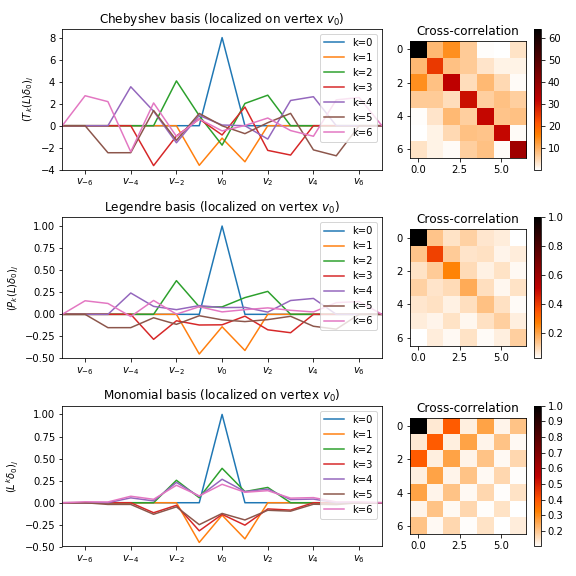 Chebyshev basis (localized on vertex v₀)
(T_k(L)δ₀)_j
8
6
4
2
0
−2
−4
v₋₆ v₋₄ v₋₂ v₀ v₂ v₄ v₆
k=0
k=1
k=2
k=3
k=4
k=5
k=6
Cross-correlation
0
2
4
6
0.0 2.5 5.0
60
50
40
30
20
10
Legendre basis (localized on vertex v₀)
(P_k(L)δ₀)_j
1.00
0.75
0.50
0.25
0.00
−0.25
−0.50
v₋₆ v₋₄ v₋₂ v₀ v₂ v₄ v₆
k=0
k=1
k=2
k=3
k=4
k=5
k=6
Cross-correlation
0
2
4
6
0.0 2.5 5.0
1.0
0.8
0.6
0.4
0.2
Monomial basis (localized on vertex v₀)
(L^kδ₀)_j
1.00
0.75
0.50
0.25
0.00
−0.25
−0.50
v₋₆ v₋₄ v₋₂ v₀ v₂ v₄ v₆
k=0
k=1
k=2
k=3
k=4
k=5
k=6
Cross-correlation
0
2
4
6
0.0 2.5 5.0
1.0
0.9
0.8
0.7
0.6
0.5
0.4
0.3
0.2